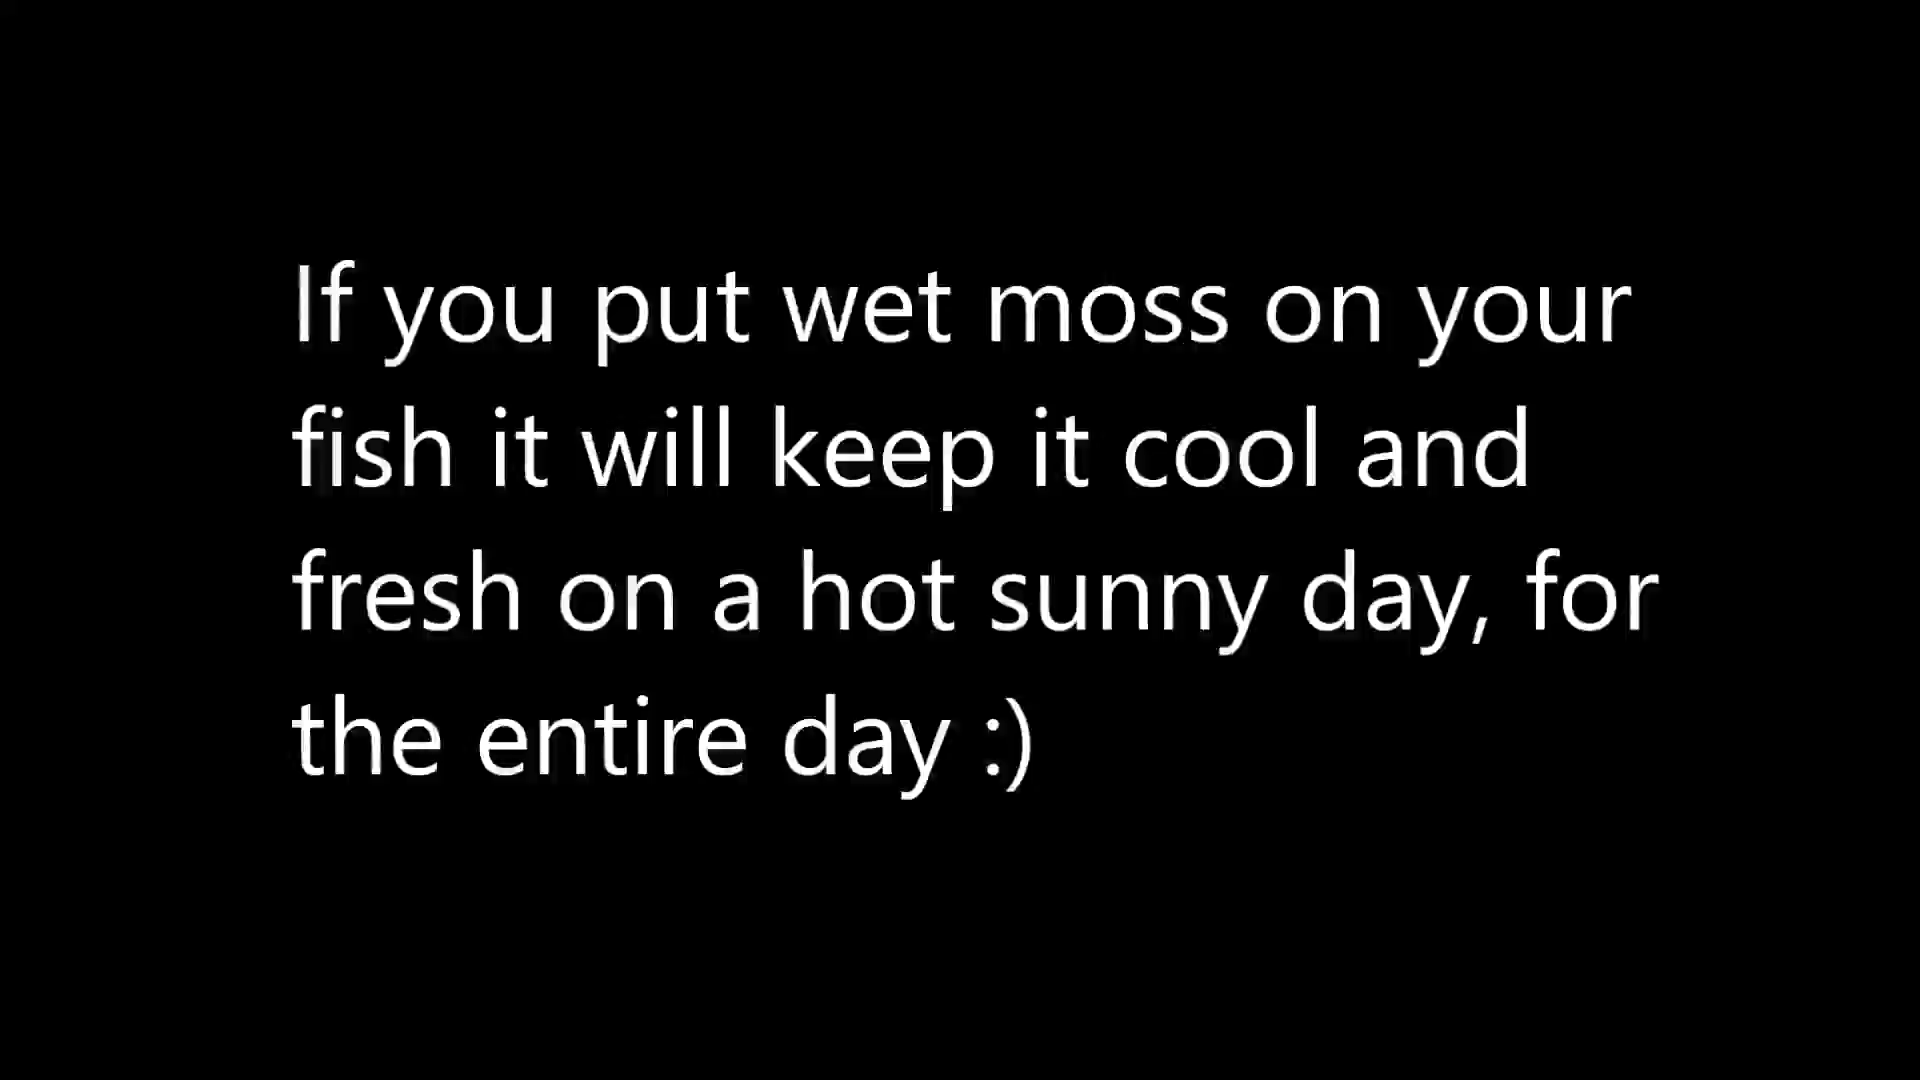 If you put wet moss on your
fish it will keep it cool and
fresh on a hot sunny day, for
the entire day :)